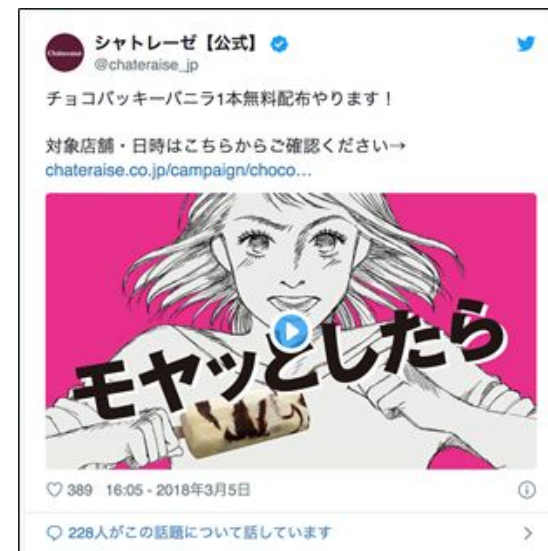 シャトレーゼ【公式】
Chateraise
@chateraise_jp
チョコバッキーバニラ1本無料配布やります！
対象店舗・日時はこちらからご確認ください→
chateraise.co.jp/campaign/choco…
モヤッとしたら
389 16:05 - 2018年3月5日
228人がこの話題について話しています